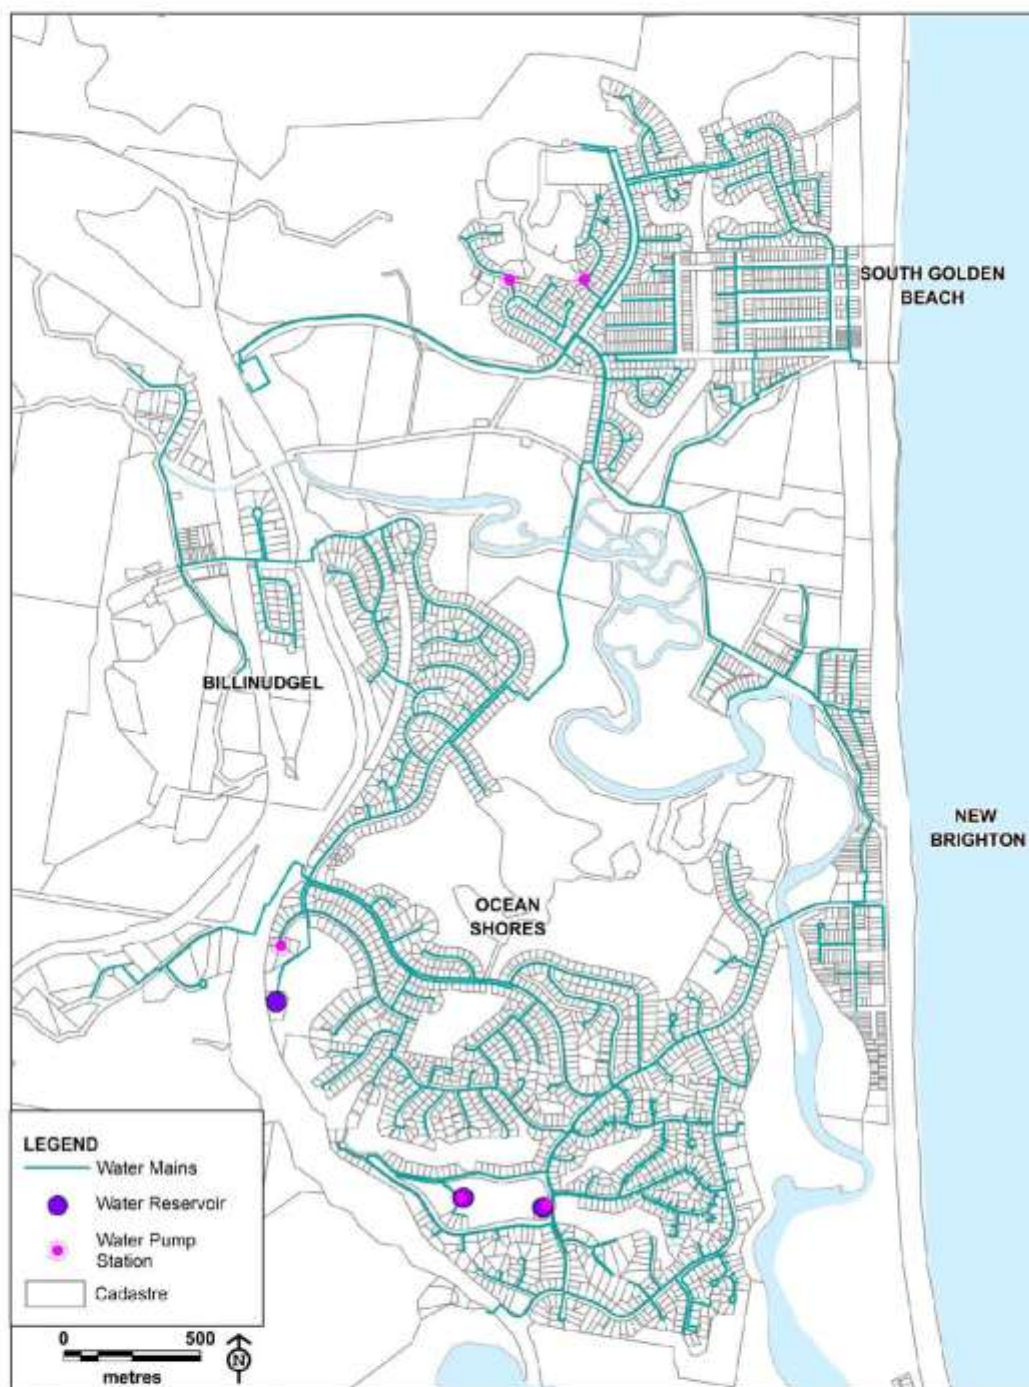 SOUTH GOLDEN
BEACH
BILLINUDGEL
NEW
BRIGHTON
OCEAN
SHORES
LEGEND
Water Mains
Water Reservoir
Water Pump
Station
Cadastre
0 500
N
metres